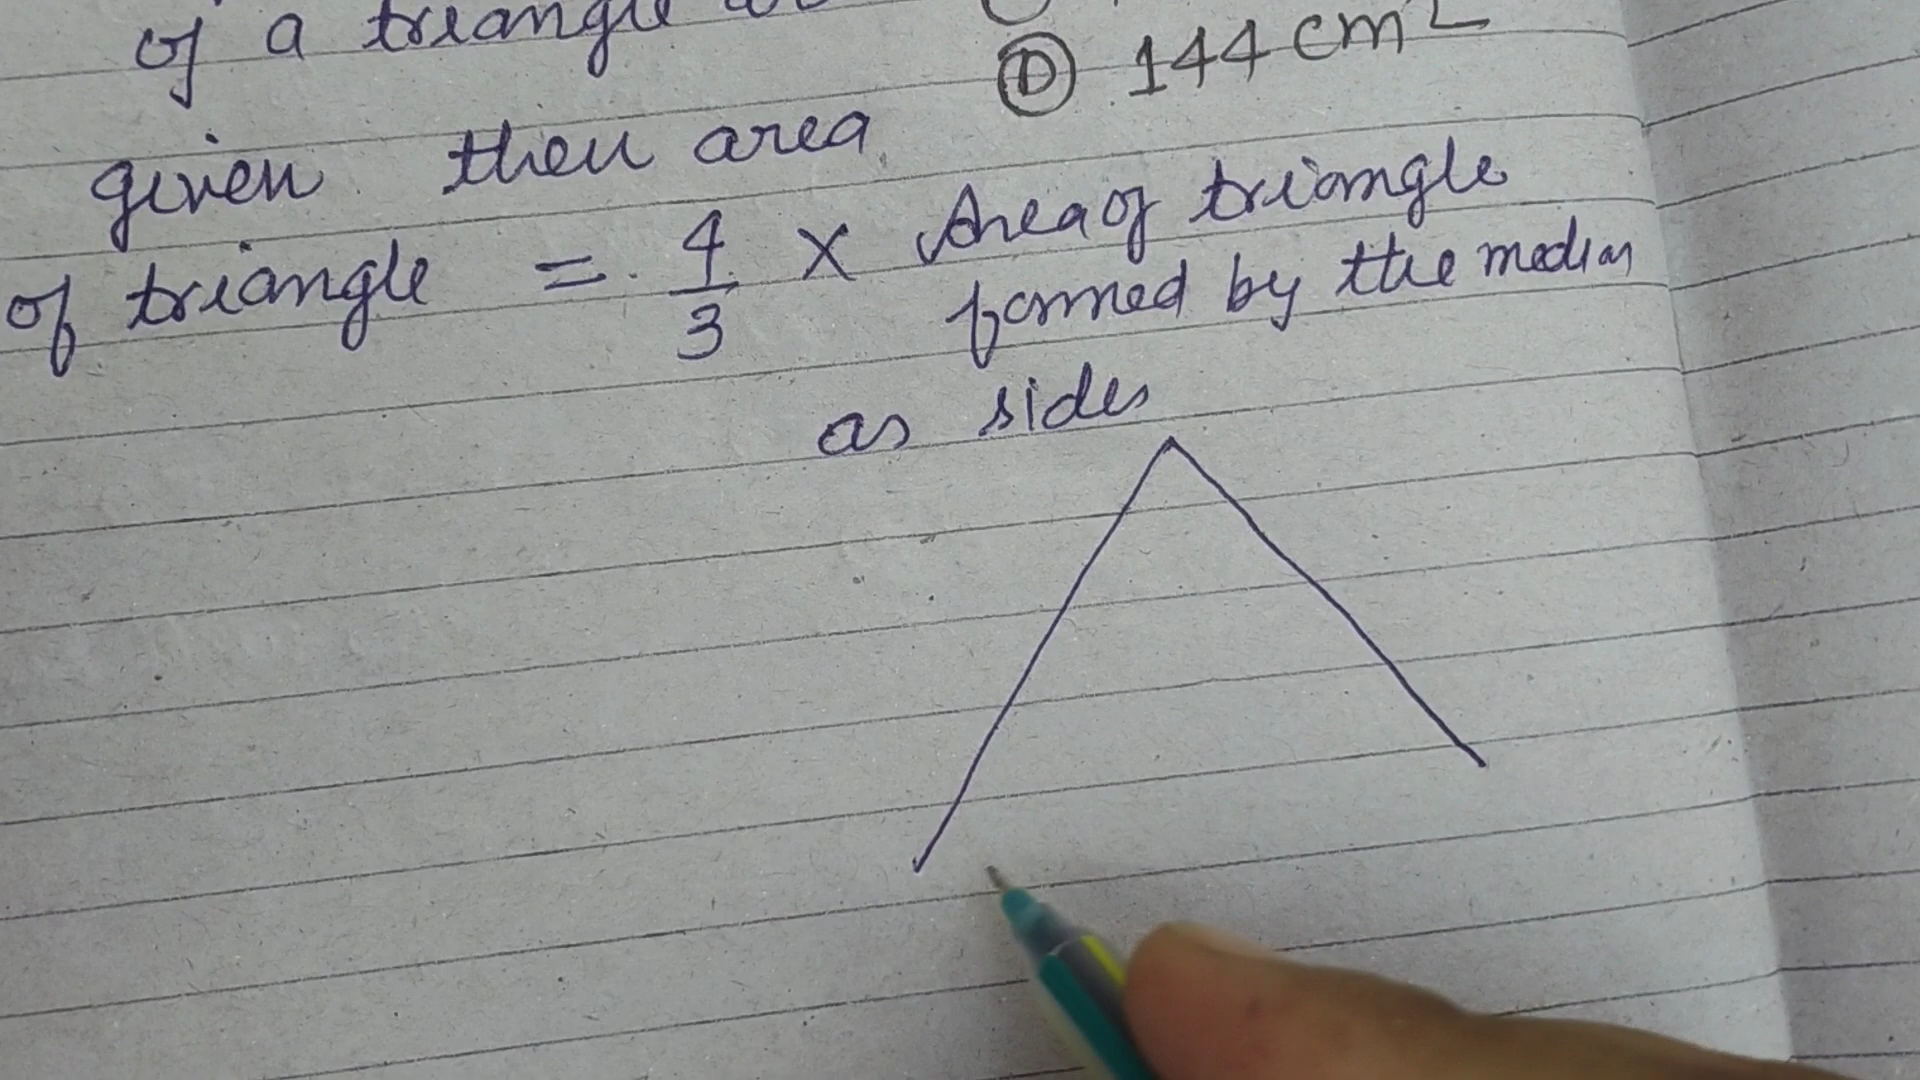 of a triangle
Ⓓ 144 cm²
given then area
of triangle = 4/3 × Area of triangle
formed by the median
as sides